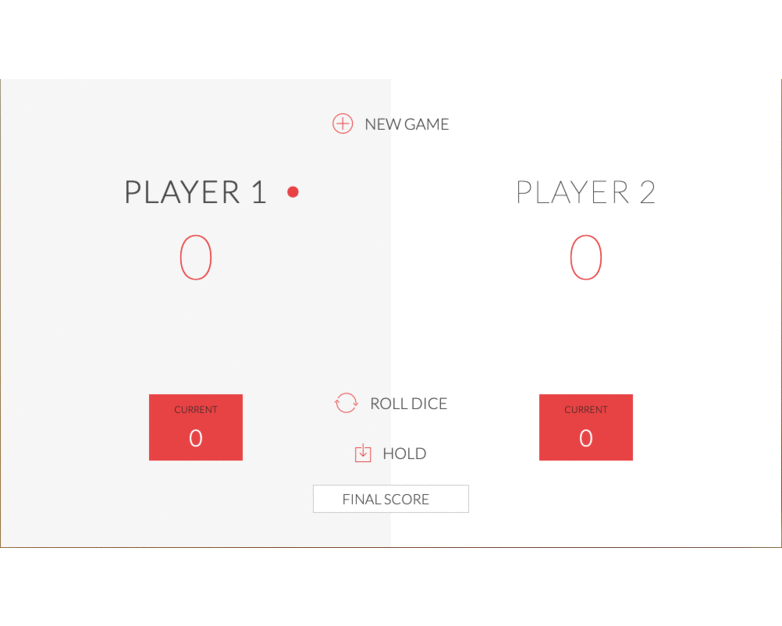 NEW GAME
PLAYER 1
0
PLAYER 2
0
CURRENT
0
ROLL DICE
HOLD
FINAL SCORE
CURRENT
0